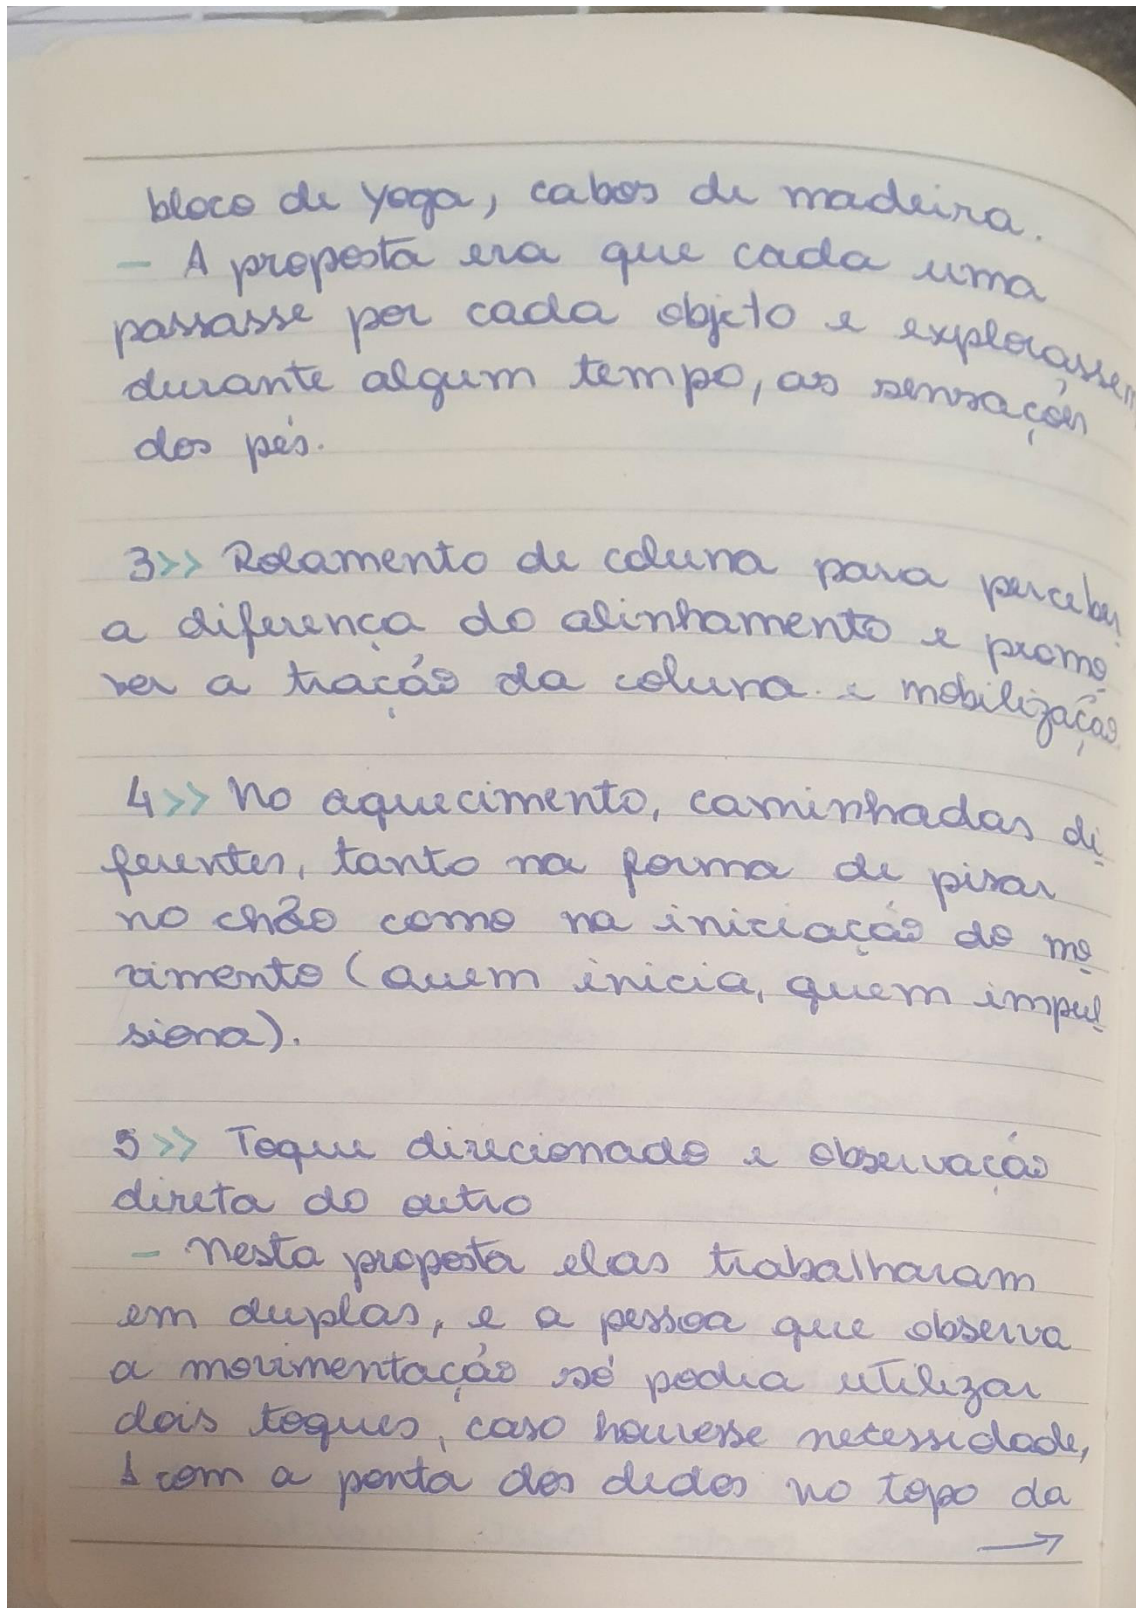 bloco de yoga, cabos de madeira.
- A proposta era que cada uma
passasse por cada objeto e explorassem
durante algum tempo, as sensações
dos pés.
3>> Rolamento de coluna para perceber
a diferença do alinhamento e promo
ver a tração da coluna e mobilização.
4>> No aquecimento, caminhadas di
ferentes, tanto na forma de pisar
no chão como na iniciação do mo
vimento (quem inicia, quem impul
siona).
5>> Toque direcionado e observação
direta do outro
- Nesta proposta elas trabalharam
em duplas, e a pessoa que observa
a movimentação só podia utilizar
dois toques, caso houvesse necessidade,
1 com a ponta dos dedos no topo da
→